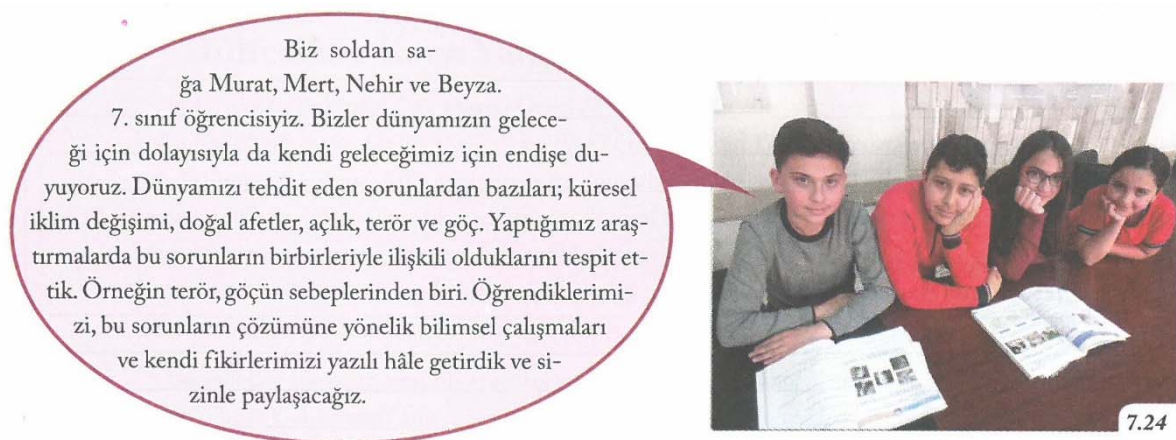 Biz soldan sa-
ğa Murat, Mert, Nehir ve Beyza.
7. sınıf öğrencisiyiz. Bizler dünyamızın gelece-
ği için dolayısıyla da kendi geleceğimiz için endişe du-
yuyoruz. Dünyamızı tehdit eden sorunlardan bazıları; küresel
iklim değişimi, doğal afetler, açlık, terör ve göç. Yaptığımız araş-
tırmalarda bu sorunların birbirleriyle ilişkili olduklarını tespit et-
tik. Örneğin terör, göçün sebeplerinden biri. Öğrendiklerimi-
zi, bu sorunların çözümüne yönelik bilimsel çalışmaları
ve kendi fikirlerimizi yazılı hâle getirdik ve si-
zinle paylaşacağız.
7.24